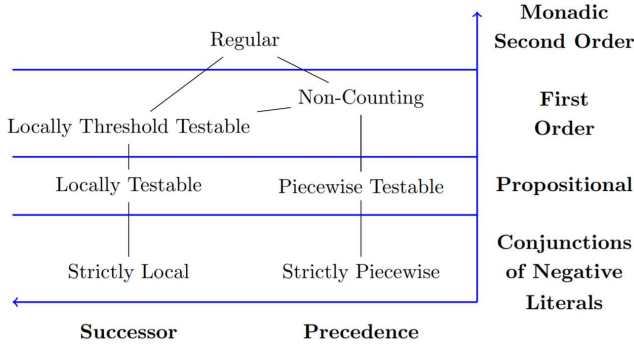 Monadic
Second Order
Regular
Non-Counting
First
Order
Locally Threshold Testable
Locally Testable
Piecewise Testable
Propositional
Conjunctions
of Negative
Literals
Strictly Local
Strictly Piecewise
Successor
Precedence